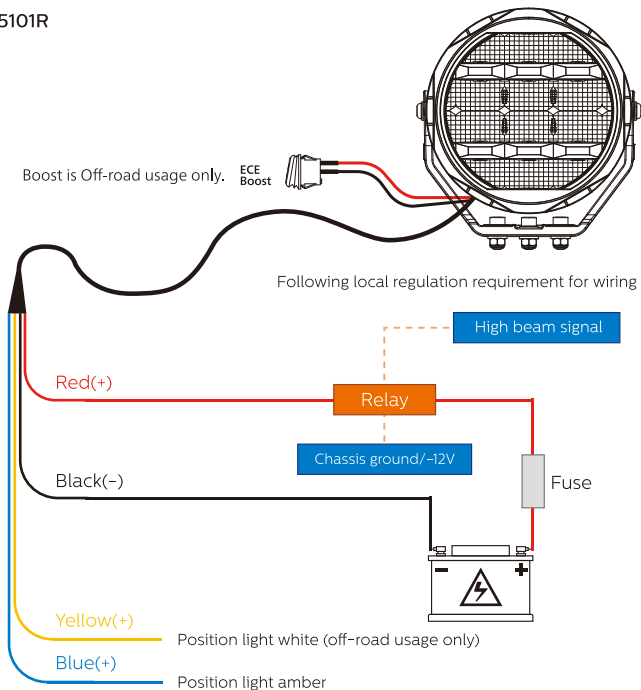 5101R
Boost is Off-road usage only.
ECE
Boost
Following local regulation requirement for wiring
High beam signal
Red(+)
Relay
Chassis ground/-12V
Black(-)
Fuse
- +
Yellow(+)
Position light white (off-road usage only)
Blue(+)
Position light amber